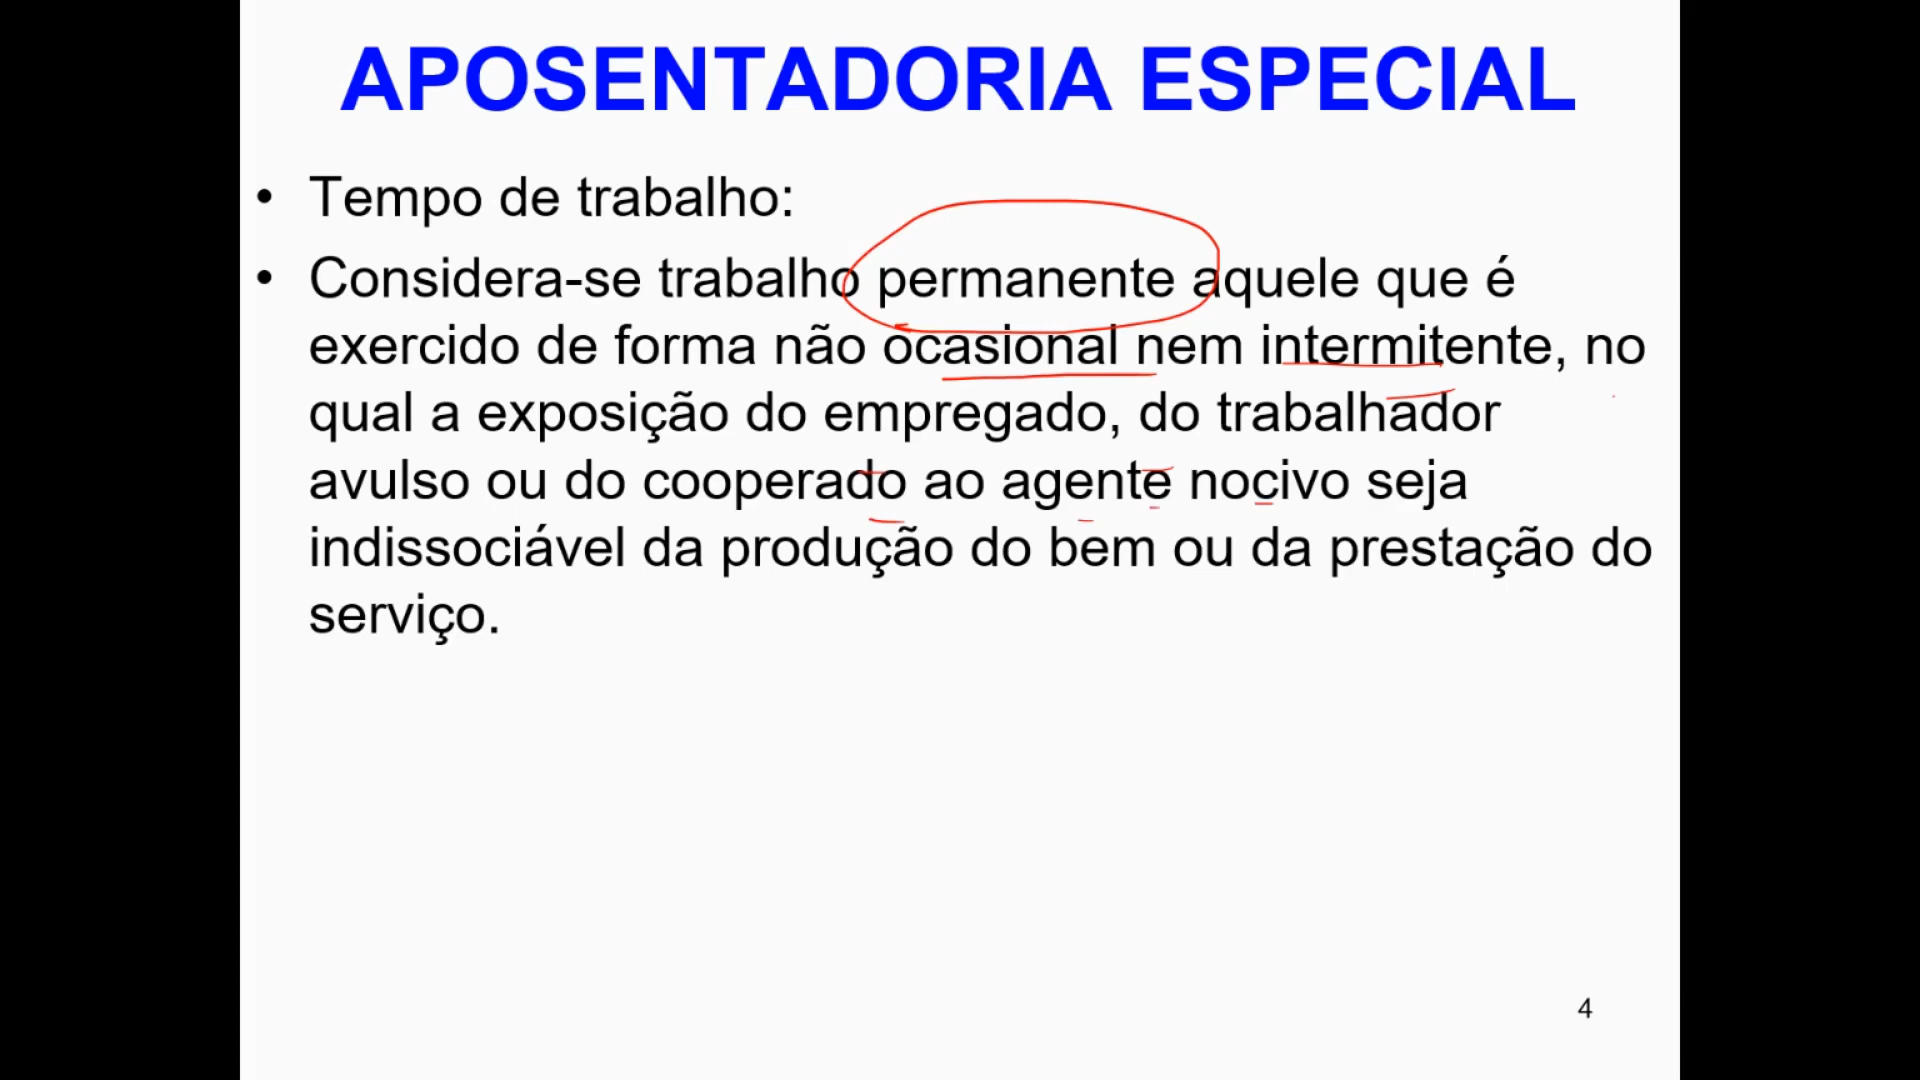 APOSENTADORIA ESPECIAL
• Tempo de trabalho:
• Considera-se trabalho permanente aquele que é
exercido de forma não ocasional nem intermitente, no
qual a exposição do empregado, do trabalhador
avulso ou do cooperado ao agente nocivo seja
indissociável da produção do bem ou da prestação do
serviço.
4